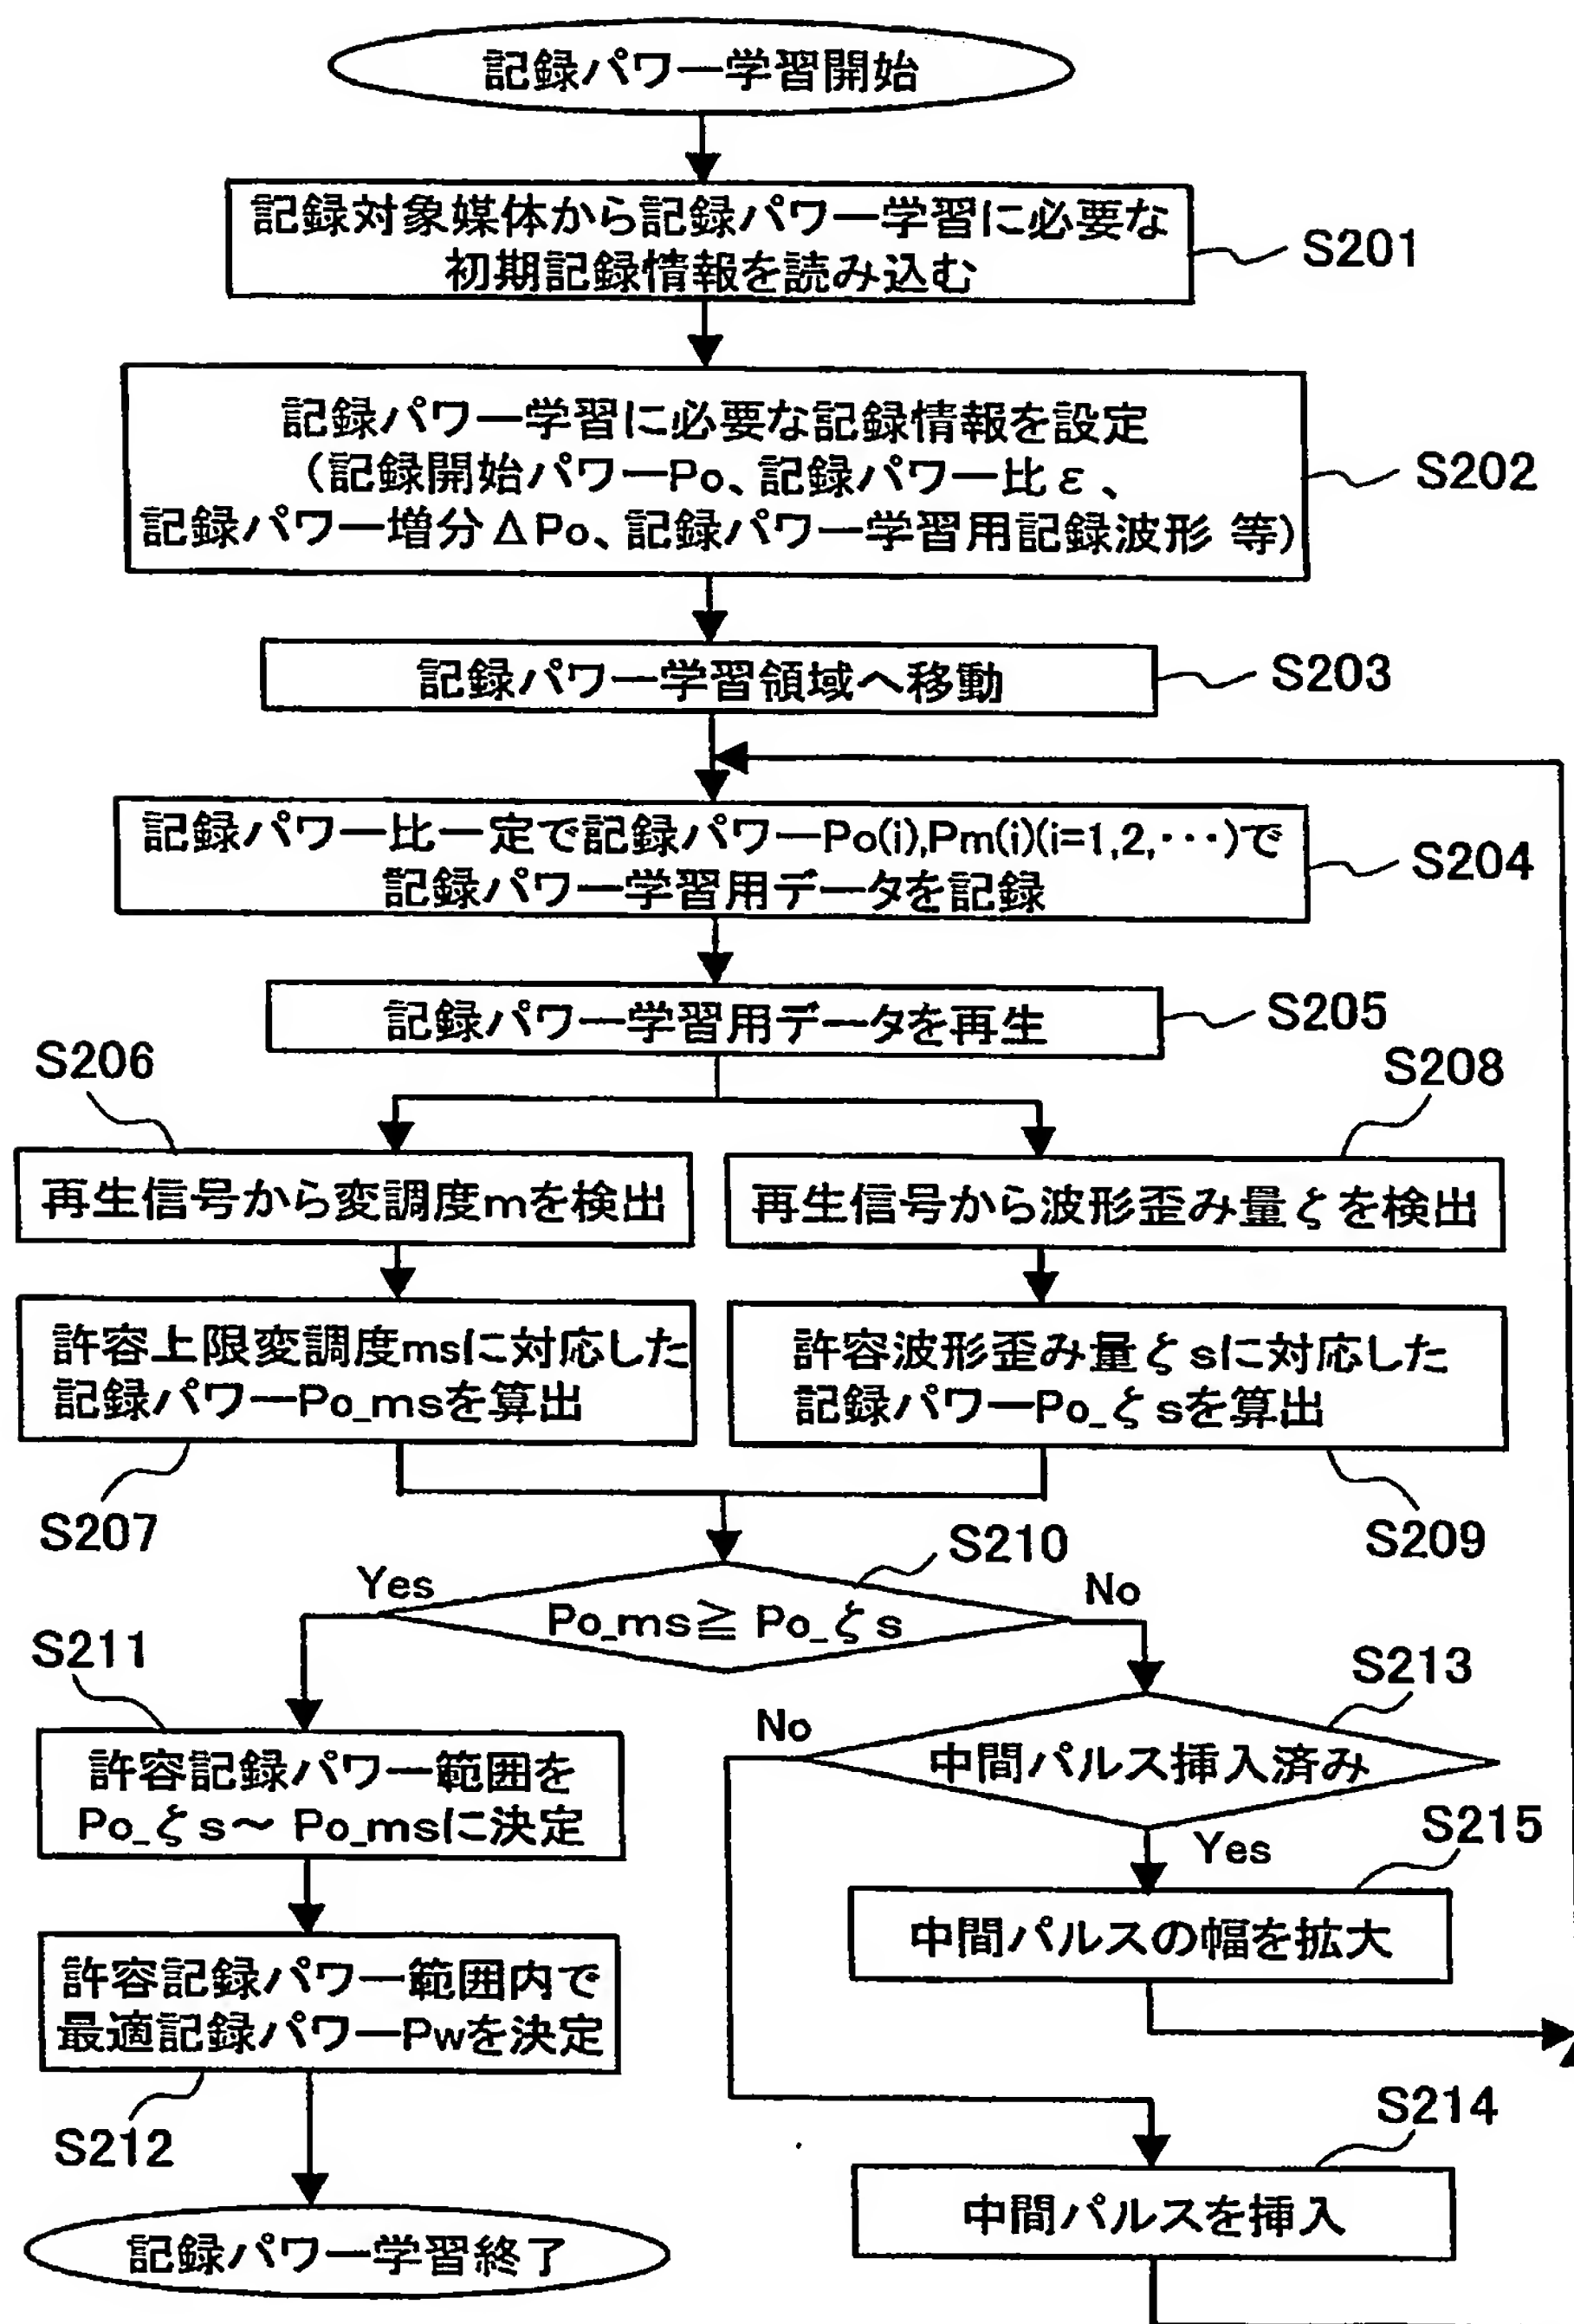 記録パワー学習開始
記録対象媒体から記録パワー学習に必要な
初期記録情報を読み込む
S201
記録パワー学習に必要な記録情報を設定
（記録開始パワーPo、記録パワー比ε、
記録パワー増分ΔPo、記録パワー学習用記録波形 等）
S202
記録パワー学習領域へ移動
S203
記録パワー比一定で記録パワーPo(i),Pm(i)(i=1,2,・・・)で
記録パワー学習用データを記録
S204
記録パワー学習用データを再生
S205
S206
再生信号から変調度mを検出
S208
再生信号から波形歪み量ζを検出
許容上限変調度msに対応した
記録パワーPo_msを算出
S207
許容波形歪み量ζsに対応した
記録パワーPo_ζsを算出
S209
S210
Po_ms≧ Po_ζs
Yes
No
S211
許容記録パワー範囲を
Po_ζs～ Po_msに決定
S213
中間パルス挿入済み
No
Yes
S215
中間パルスの幅を拡大
許容記録パワー範囲内で
最適記録パワーPwを決定
S212
S214
中間パルスを挿入
記録パワー学習終了